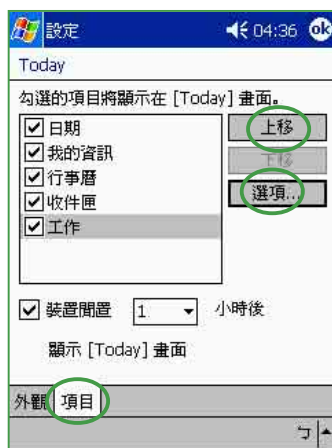 設定 04:36 ok
Today
勾選的項目將顯示在 [Today] 畫面。
日期
我的資訊
行事曆
收件匣
工作
上移
下移
選項...
裝置閒置 1 小時後
顯示 [Today] 畫面
外觀 項目
ㄅ